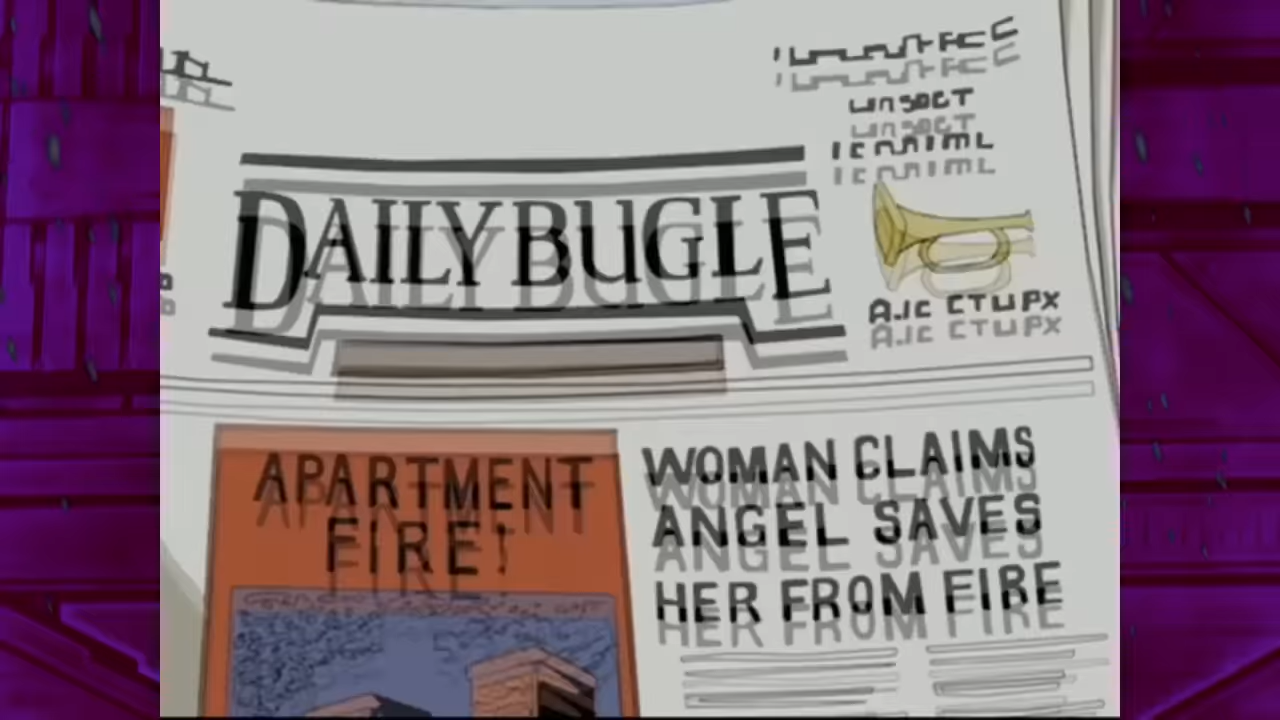 DAILY BUGLE
APARTMENT
FIRE!
WOMAN CLAIMS
ANGEL SAVES
HER FROM FIRE